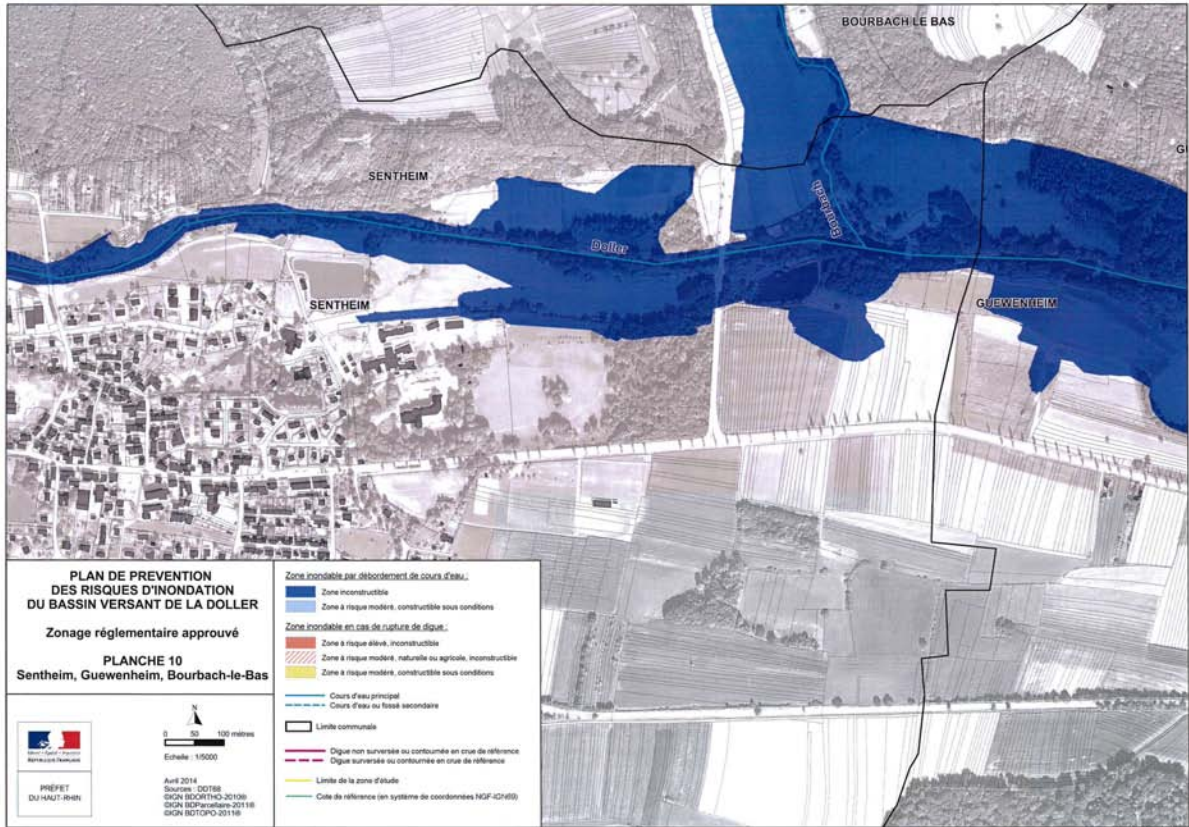 BOURBACH LE BAS
SENTHEIM
GU
Bourbach
Doller
SENTHEIM
GUEWENHEIM
PLAN DE PREVENTION
DES RISQUES D'INONDATION
DU BASSIN VERSANT DE LA DOLLER
Zonage réglementaire approuvé
PLANCHE 10
Sentheim, Guewenheim, Bourbach-le-Bas
RÉPUBLIQUE FRANÇAISE
PRÉFET
DU HAUT-RHIN
N
0 50 100 mètres
Echelle : 1/5000
Avril 2014
Sources : DDT68
©IGN BDORTHO-2010®
©IGN BDParcellaire-2011®
©IGN BDTOPO-2011®
Zone inondable par débordement de cours d'eau :
Zone inconstructible
Zone à risque modéré, constructible sous conditions
Zone inondable en cas de rupture de digue :
Zone à risque élevé, inconstructible
Zone à risque modéré, naturelle ou agricole, inconstructible
Zone à risque modéré, constructible sous conditions
Cours d'eau principal
Cours d'eau ou fossé secondaire
Limite communale
Digue non surversée ou contournée en crue de référence
Digue surversée ou contournée en crue de référence
Limite de la zone d'étude
Cote de référence (en système de coordonnées NGF-IGN69)